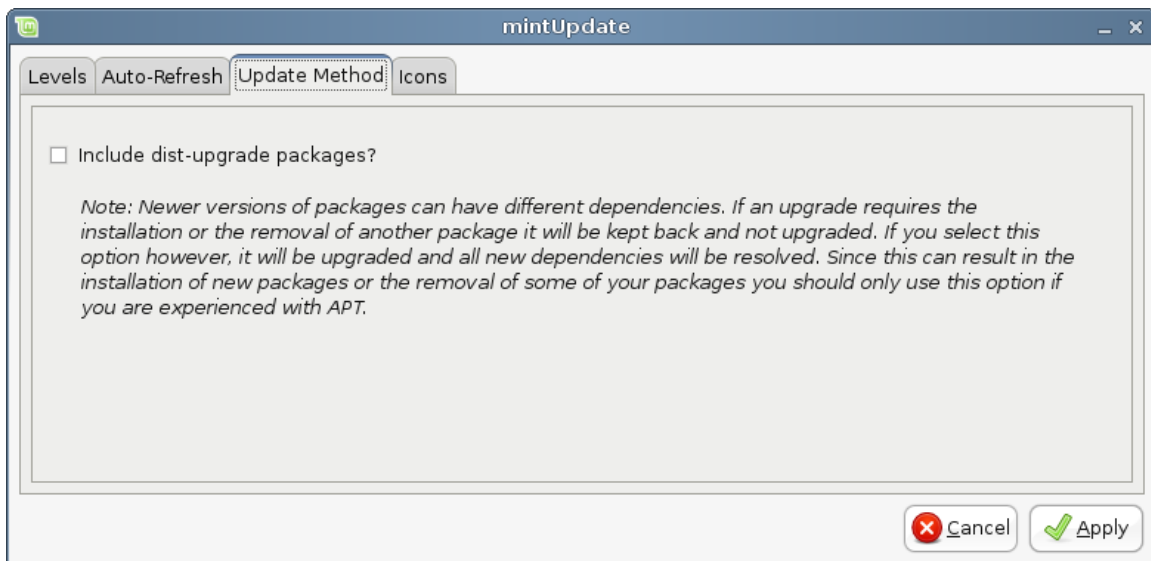 mintUpdate
Levels Auto-Refresh Update Method Icons
Include dist-upgrade packages?
Note: Newer versions of packages can have different dependencies. If an upgrade requires the
installation or the removal of another package it will be kept back and not upgraded. If you select this
option however, it will be upgraded and all new dependencies will be resolved. Since this can result in the
installation of new packages or the removal of some of your packages you should only use this option if
you are experienced with APT.
Cancel Apply